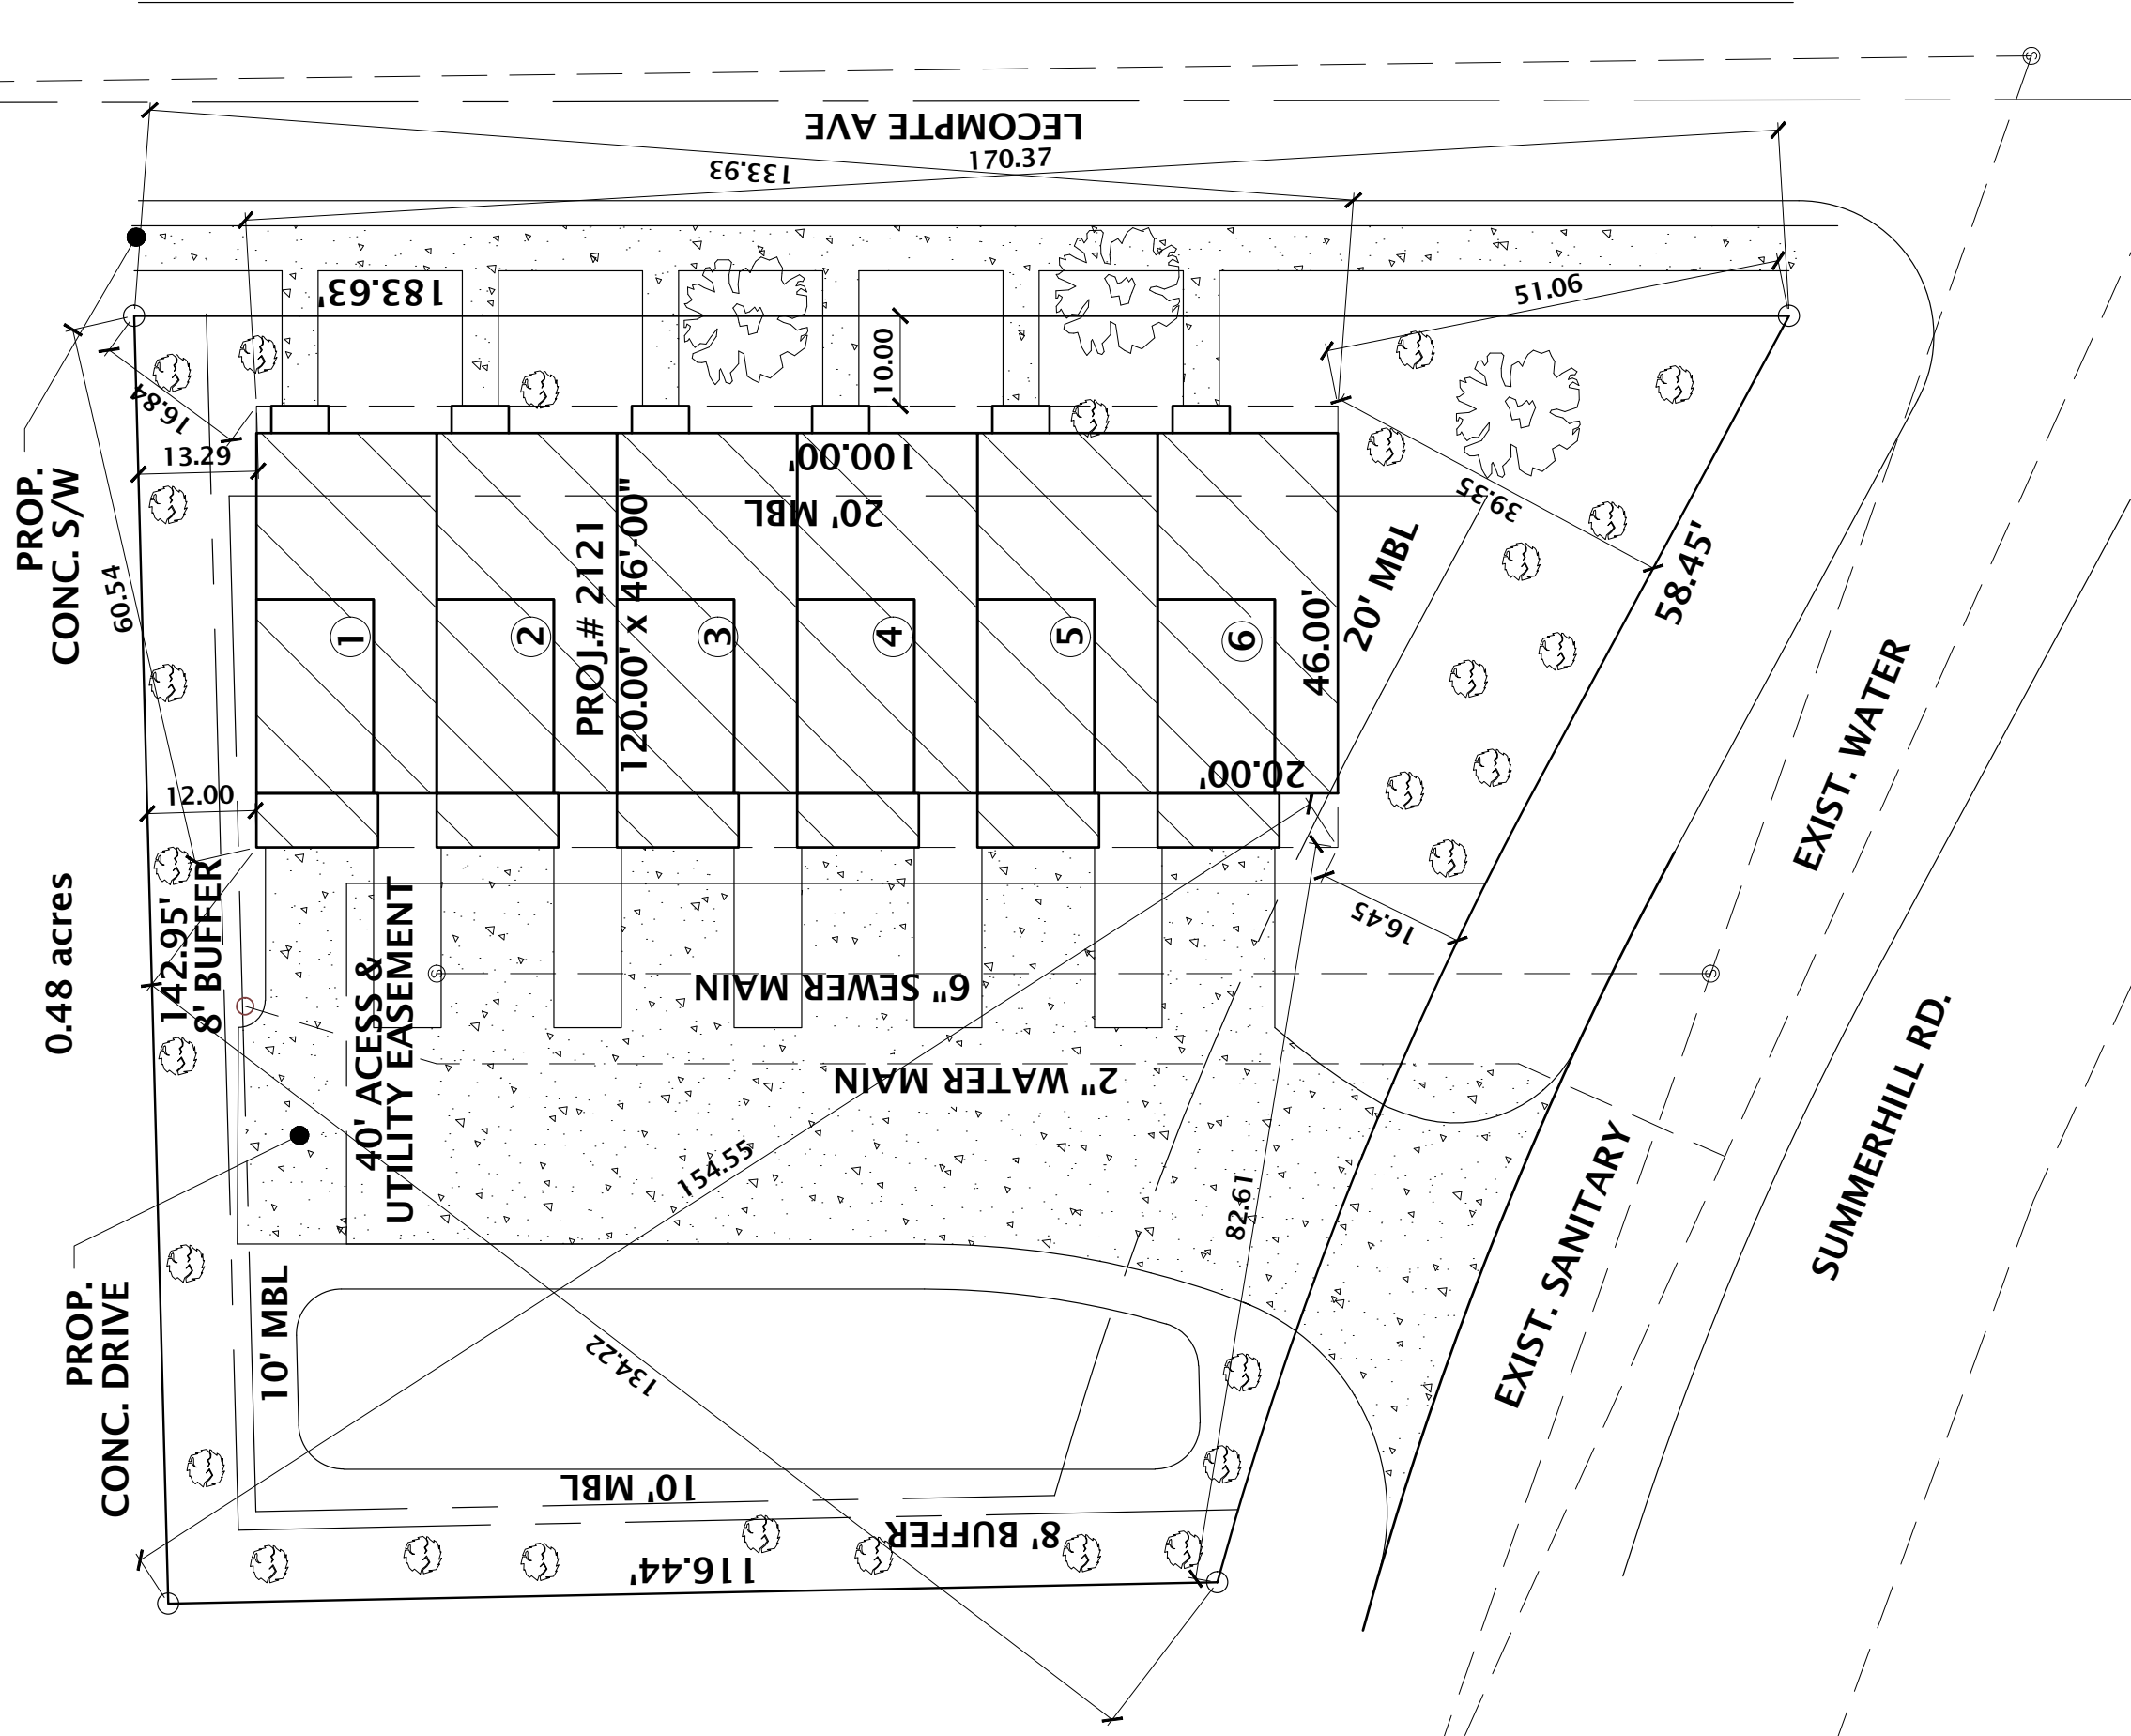 LECOMPTE AVE
170.37
133.93
183.63'
51.06
10.00
16.84
13.29
100.00'
20' MBL
39.35
PROP.
CONC. S/W
60.54
PROJ.# 2121
120.00' x 46'-00"
46.00'
20' MBL
58.45'
1
2
3
4
5
6
20.00'
12.00
EXIST. WATER
0.48 acres
142.95'
8' BUFFER
40' ACESS &
UTILITY EASEMENT
16.45
S
S
S
6" SEWER MAIN
2" WATER MAIN
154.55
82.61
EXIST. SANITARY
SUMMERHILL RD.
PROP.
CONC. DRIVE
10' MBL
134.22
10' MBL
8' BUFFER
116.44'